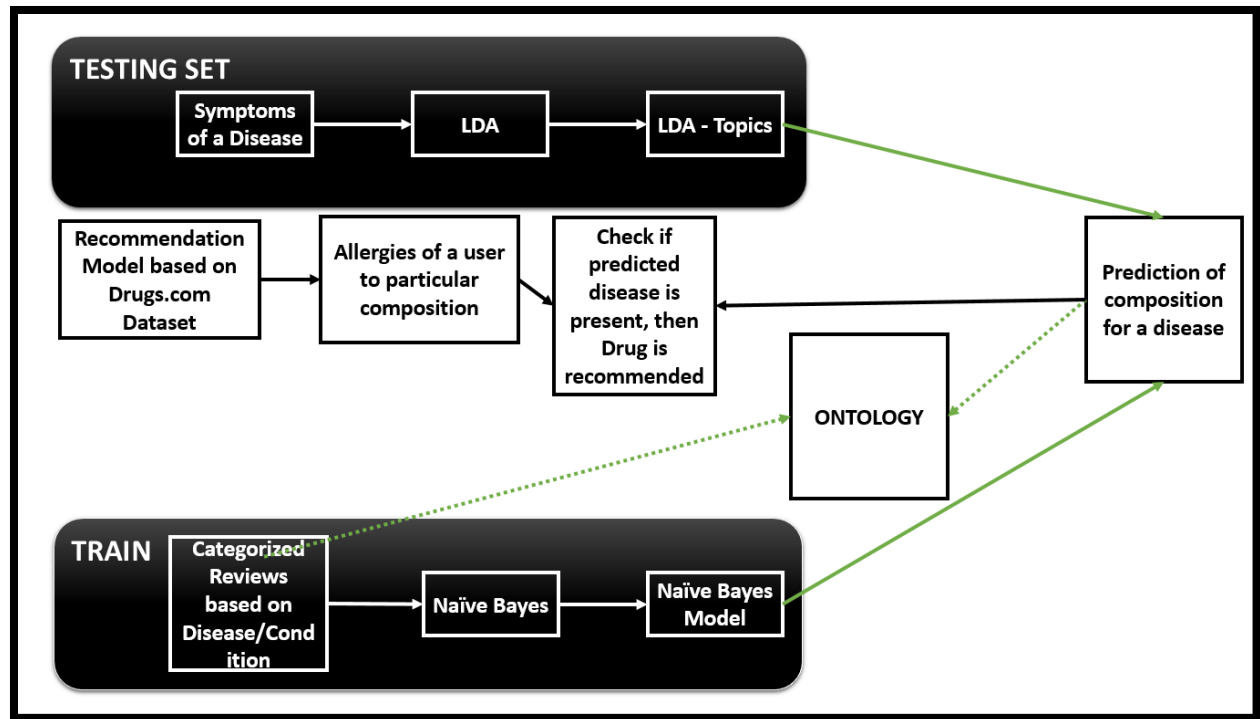 TESTING SET
Symptoms
of a Disease
LDA
LDA - Topics
Recommendation
Model based on
Drugs.com
Dataset
Allergies of a user
to particular
composition
Check if
predicted
disease is
present, then
Drug is
recommended
Prediction of
composition
for a disease
ONTOLOGY
TRAIN
Categorized
Reviews
based on
Disease/Cond
ition
Naïve Bayes
Naïve Bayes
Model